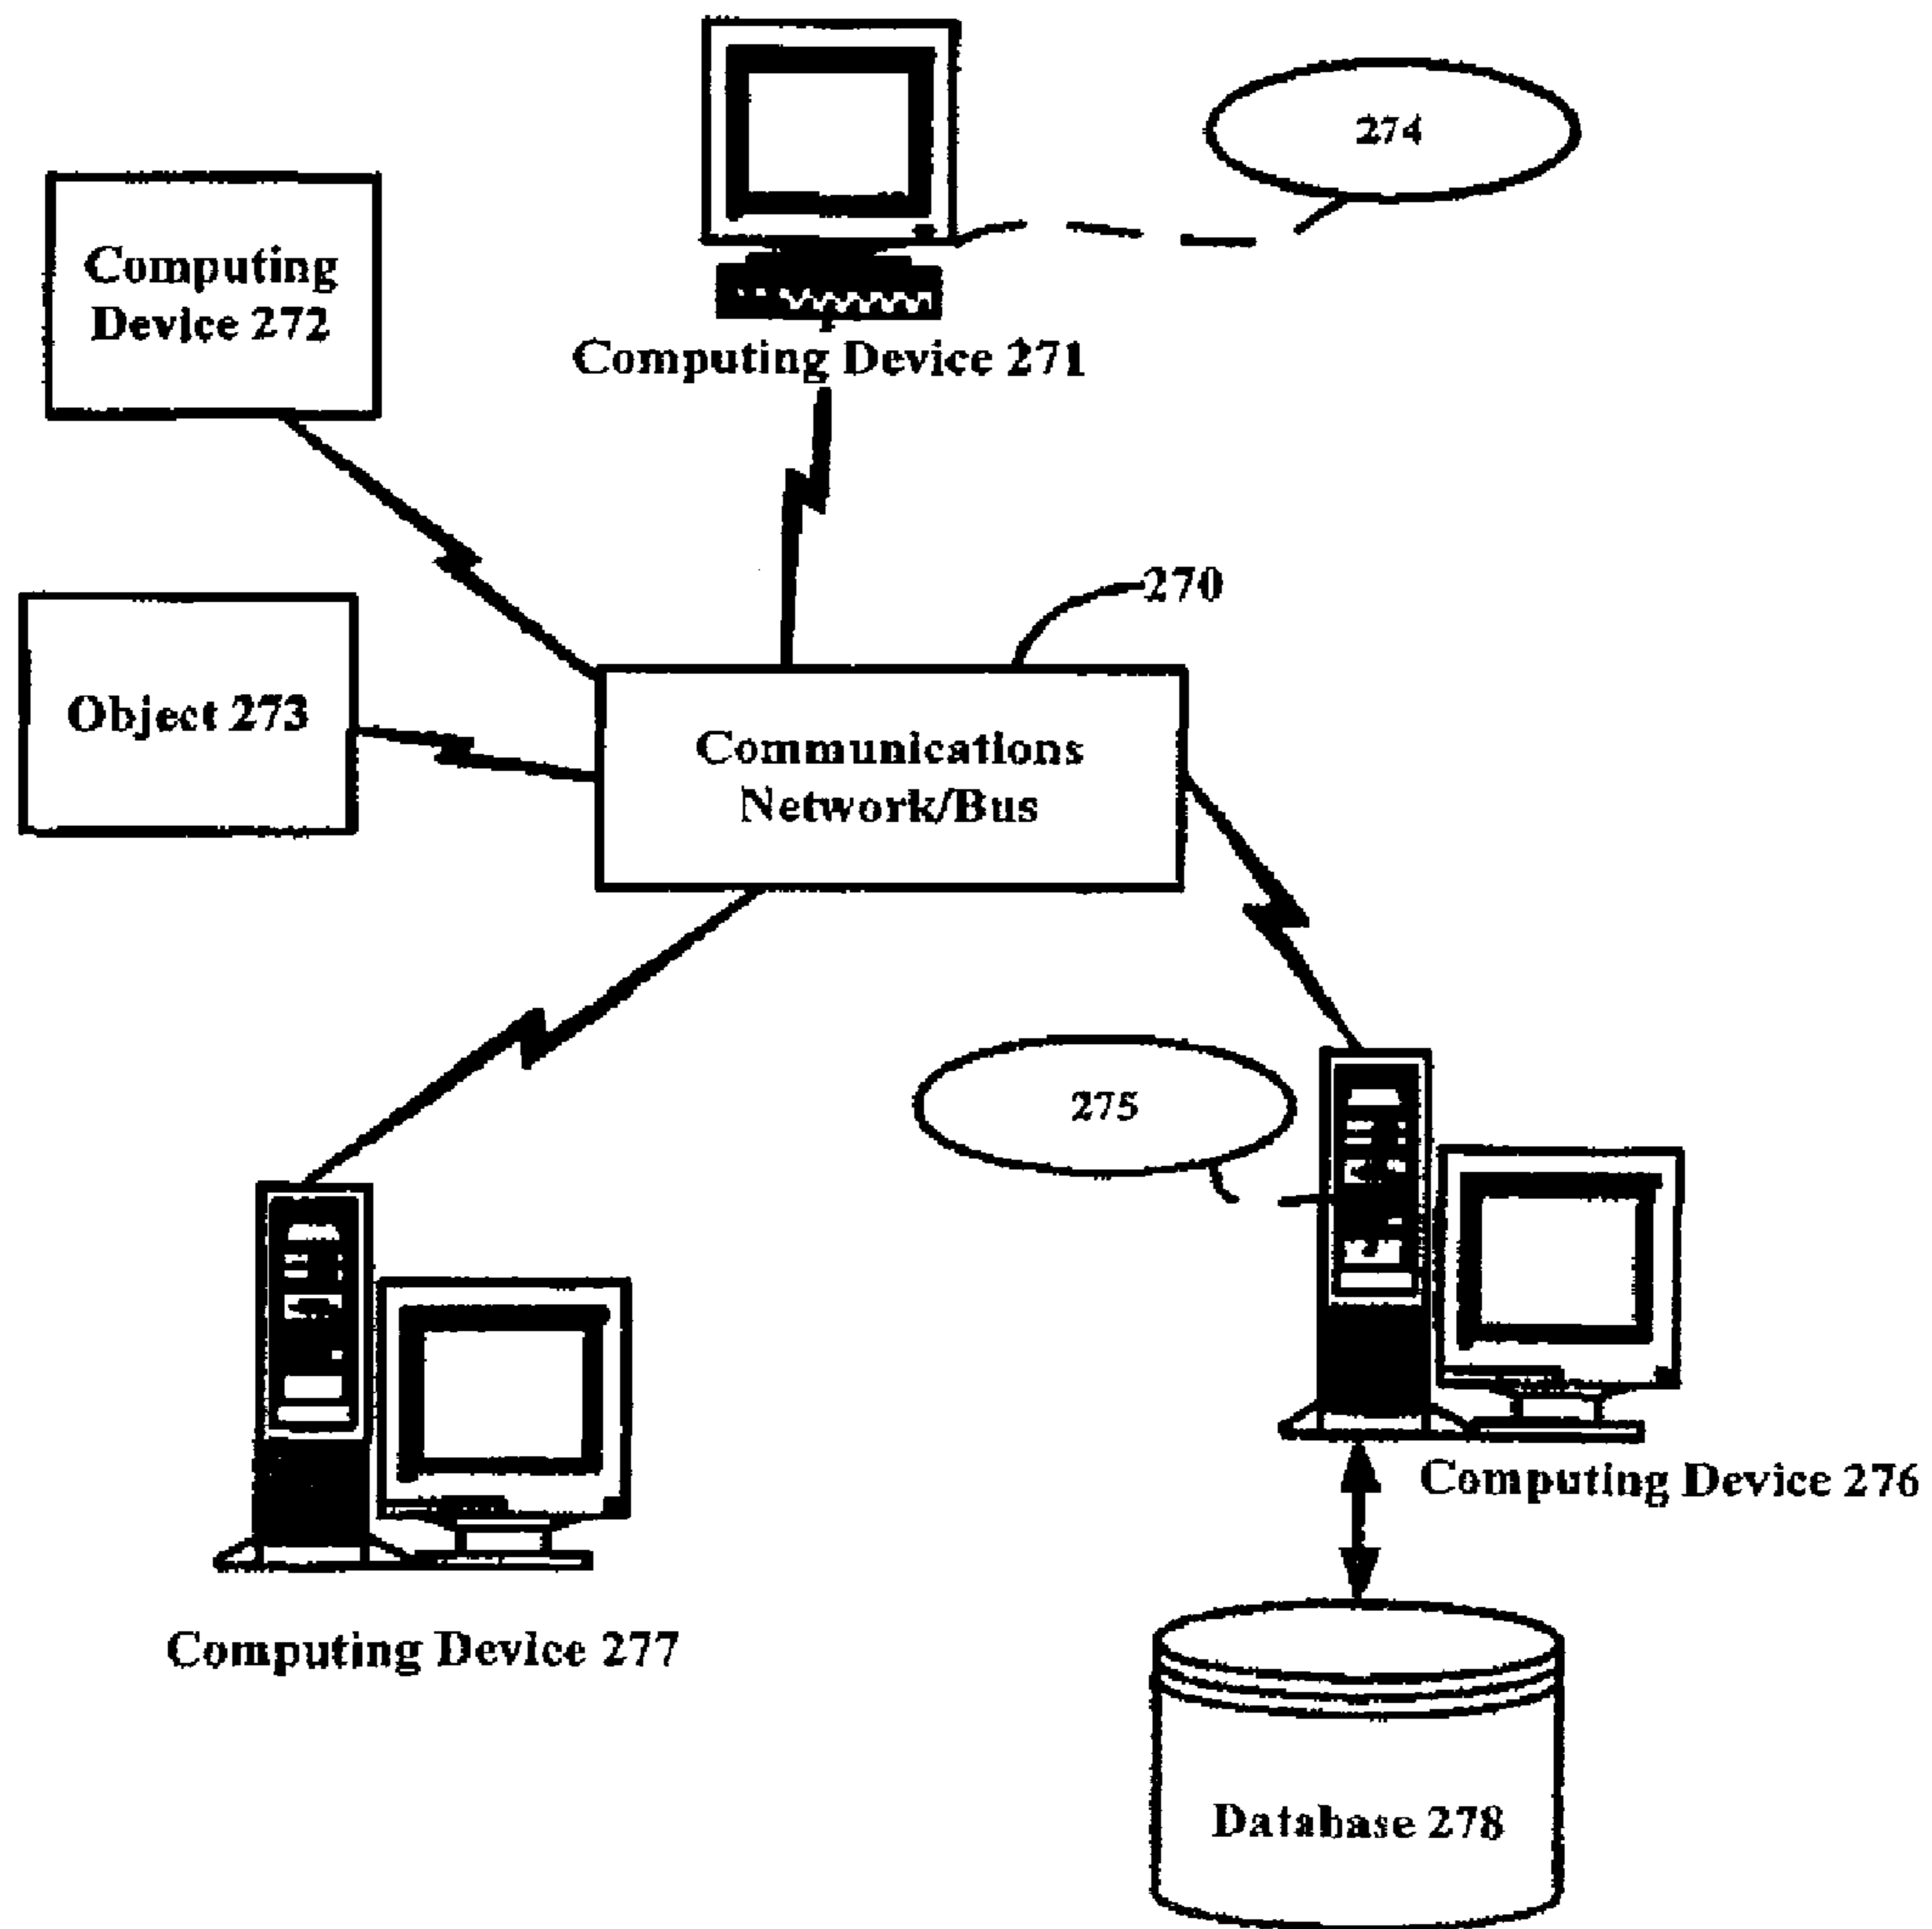 274
Computing
Device 272
Computing Device 271
270
Object 273
Communications
Network/Bus
275
Computing Device 276
Computing Device 277
Database 278